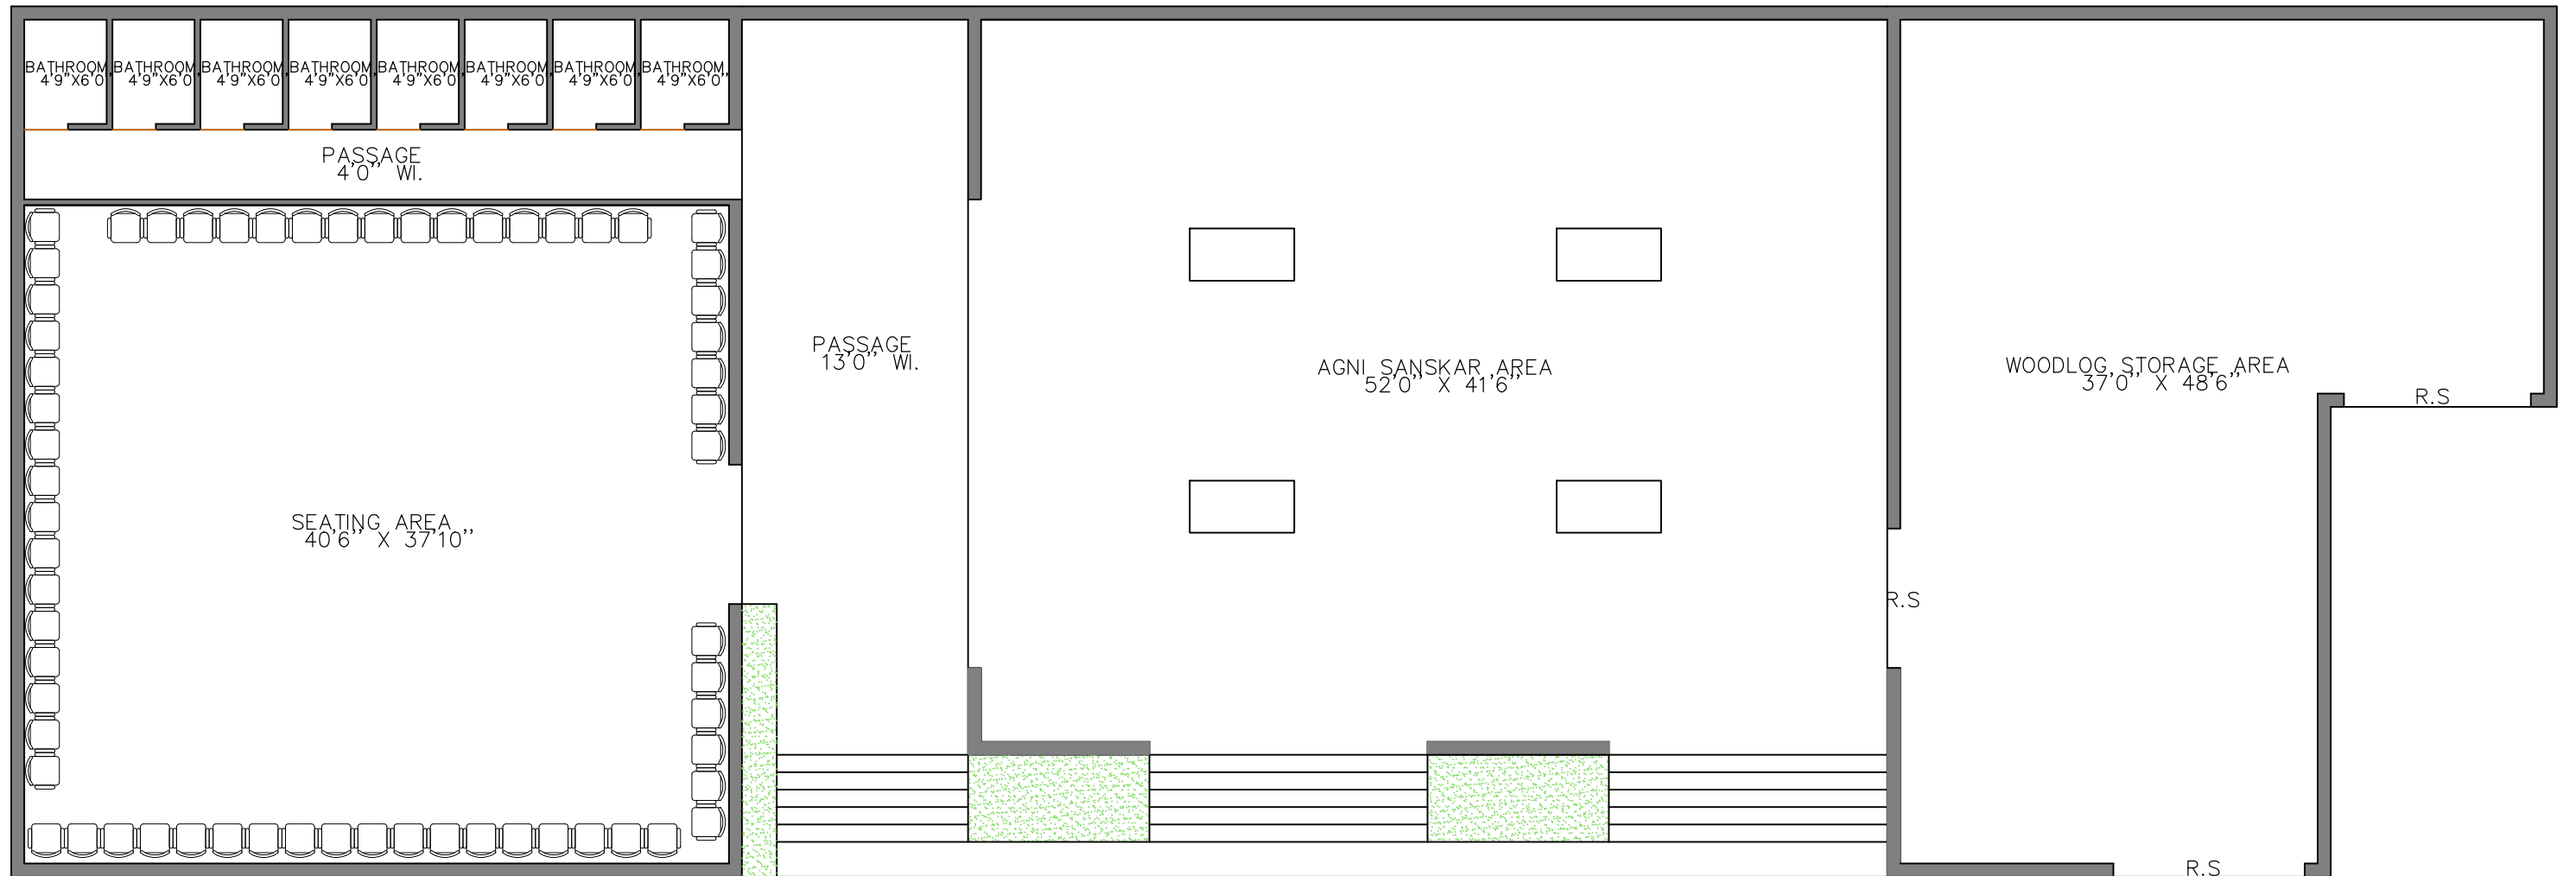 BATHROOM
4'9"X6'0"
BATHROOM
4'9"X6'0"
BATHROOM
4'9"X6'0"
BATHROOM
4'9"X6'0"
BATHROOM
4'9"X6'0"
BATHROOM
4'9"X6'0"
BATHROOM
4'9"X6'0"
BATHROOM
4'9"X6'0"
PASSAGE
4'0" WI.
PASSAGE
13'0" WI.
AGNI SANSKAR AREA
52'0" X 41'6"
WOODLOG STORAGE AREA
37'0" X 48'6"
R.S
SEATING AREA
40'6" X 37'10"
R.S
R.S